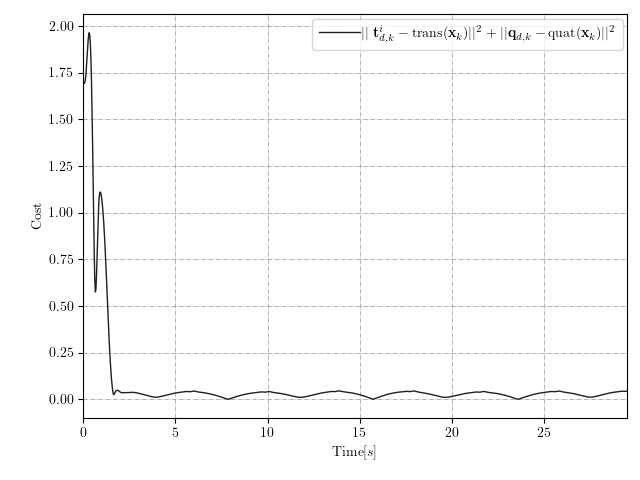 || t^i_{d,k} − trans(x_k)||² + ||q_{d,k} − quat(x_k)||²
2.00
1.75
1.50
1.25
1.00
0.75
0.50
0.25
0.00
Cost
0 5 10 15 20 25
Time[s]